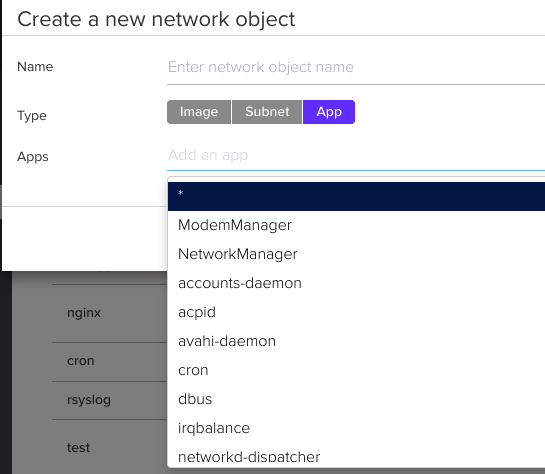 Create a new network object
Name
Enter network object name
Type
Image Subnet App
Apps
Add an app
*
ModemManager
NetworkManager
accounts-daemon
acpid
avahi-daemon
cron
dbus
irqbalance
networkd-dispatcher
nginx
cron
rsyslog
test